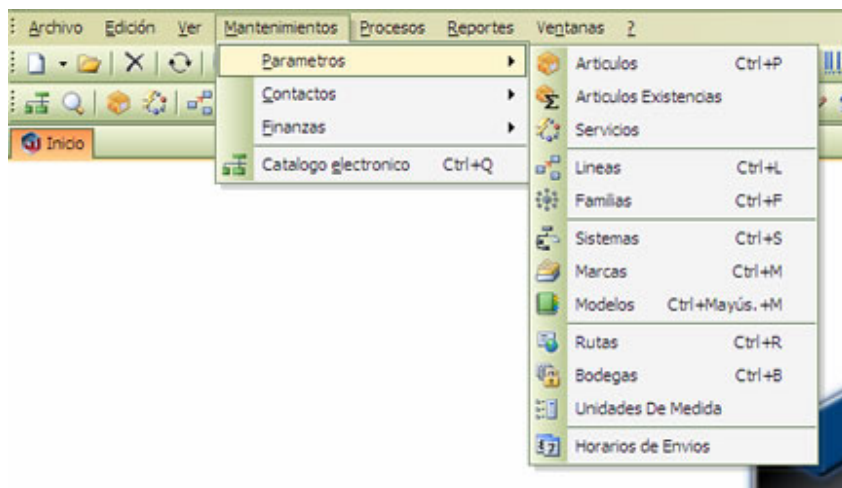 Archivo Edición Ver Mantenimientos Procesos Reportes Ventanas ?
Parametros
Contactos
Finanzas
Catalogo electronico Ctrl+Q
Inicio
Articulos Ctrl+P
Articulos Existencias
Servicios
Lineas Ctrl+L
Familias Ctrl+F
Sistemas Ctrl+S
Marcas Ctrl+M
Modelos Ctrl+Mayús.+M
Rutas Ctrl+R
Bodegas Ctrl+B
Unidades De Medida
Horarios de Envios